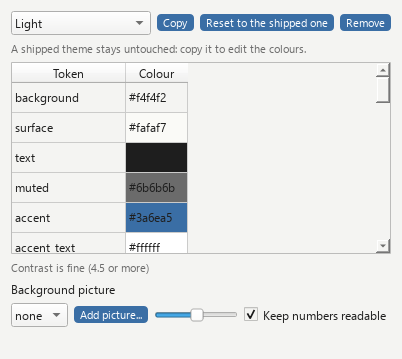 Light Copy Reset to the shipped one Remove
A shipped theme stays untouched: copy it to edit the colours.
Token Colour
background #f4f4f2
surface #fafaf7
text
muted #6b6b6b
accent #3a6ea5
accent_text #ffffff
Contrast is fine (4.5 or more)
Background picture
none Add picture... Keep numbers readable